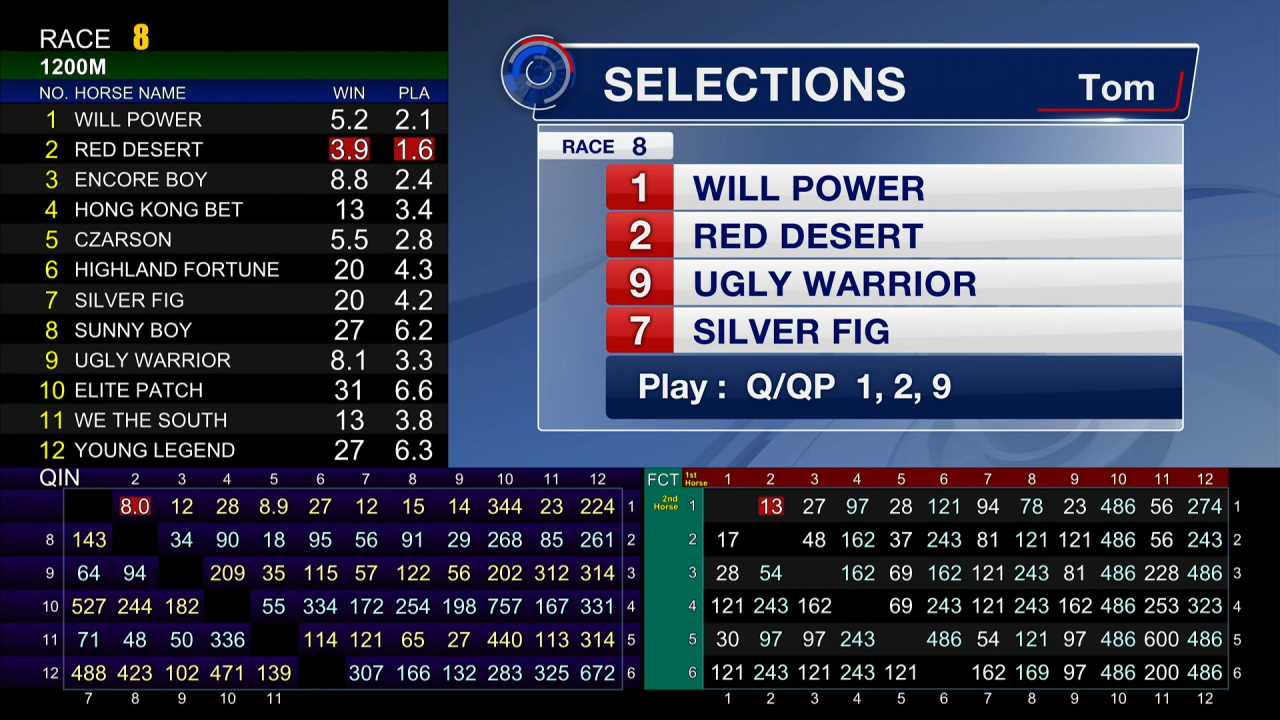 RACE 8
1200M
NO. HORSE NAME WIN PLA
1 WILL POWER 5.2 2.1
2 RED DESERT 3.9 1.6
3 ENCORE BOY 8.8 2.4
4 HONG KONG BET 13 3.4
5 CZARSON 5.5 2.8
6 HIGHLAND FORTUNE 20 4.3
7 SILVER FIG 20 4.2
8 SUNNY BOY 27 6.2
9 UGLY WARRIOR 8.1 3.3
10 ELITE PATCH 31 6.6
11 WE THE SOUTH 13 3.8
12 YOUNG LEGEND 27 6.3
SELECTIONS Tom
RACE 8
1 WILL POWER
2 RED DESERT
9 UGLY WARRIOR
7 SILVER FIG
Play : Q/QP 1, 2, 9
QIN 2 3 4 5 6 7 8 9 10 11 12
8.0 12 28 8.9 27 12 15 14 344 23 224 1
8 143 34 90 18 95 56 91 29 268 85 261 2
9 64 94 209 35 115 57 122 56 202 312 314 3
10 527 244 182 55 334 172 254 198 757 167 331 4
11 71 48 50 336 114 121 65 27 440 113 314 5
12 488 423 102 471 139 307 166 132 283 325 672 6
7 8 9 10 11
FCT 1st Horse 1 2 3 4 5 6 7 8 9 10 11 12
2nd Horse 1 13 27 97 28 121 94 78 23 486 56 274 1
2 17 48 162 37 243 81 121 121 486 56 243 2
3 28 54 162 69 162 121 243 81 486 228 486 3
4 121 243 162 69 243 121 243 162 486 253 323 4
5 30 97 97 243 486 54 121 97 486 600 486 5
6 121 243 121 243 121 162 169 97 486 200 486 6
1 2 3 4 5 6 7 8 9 10 11 12